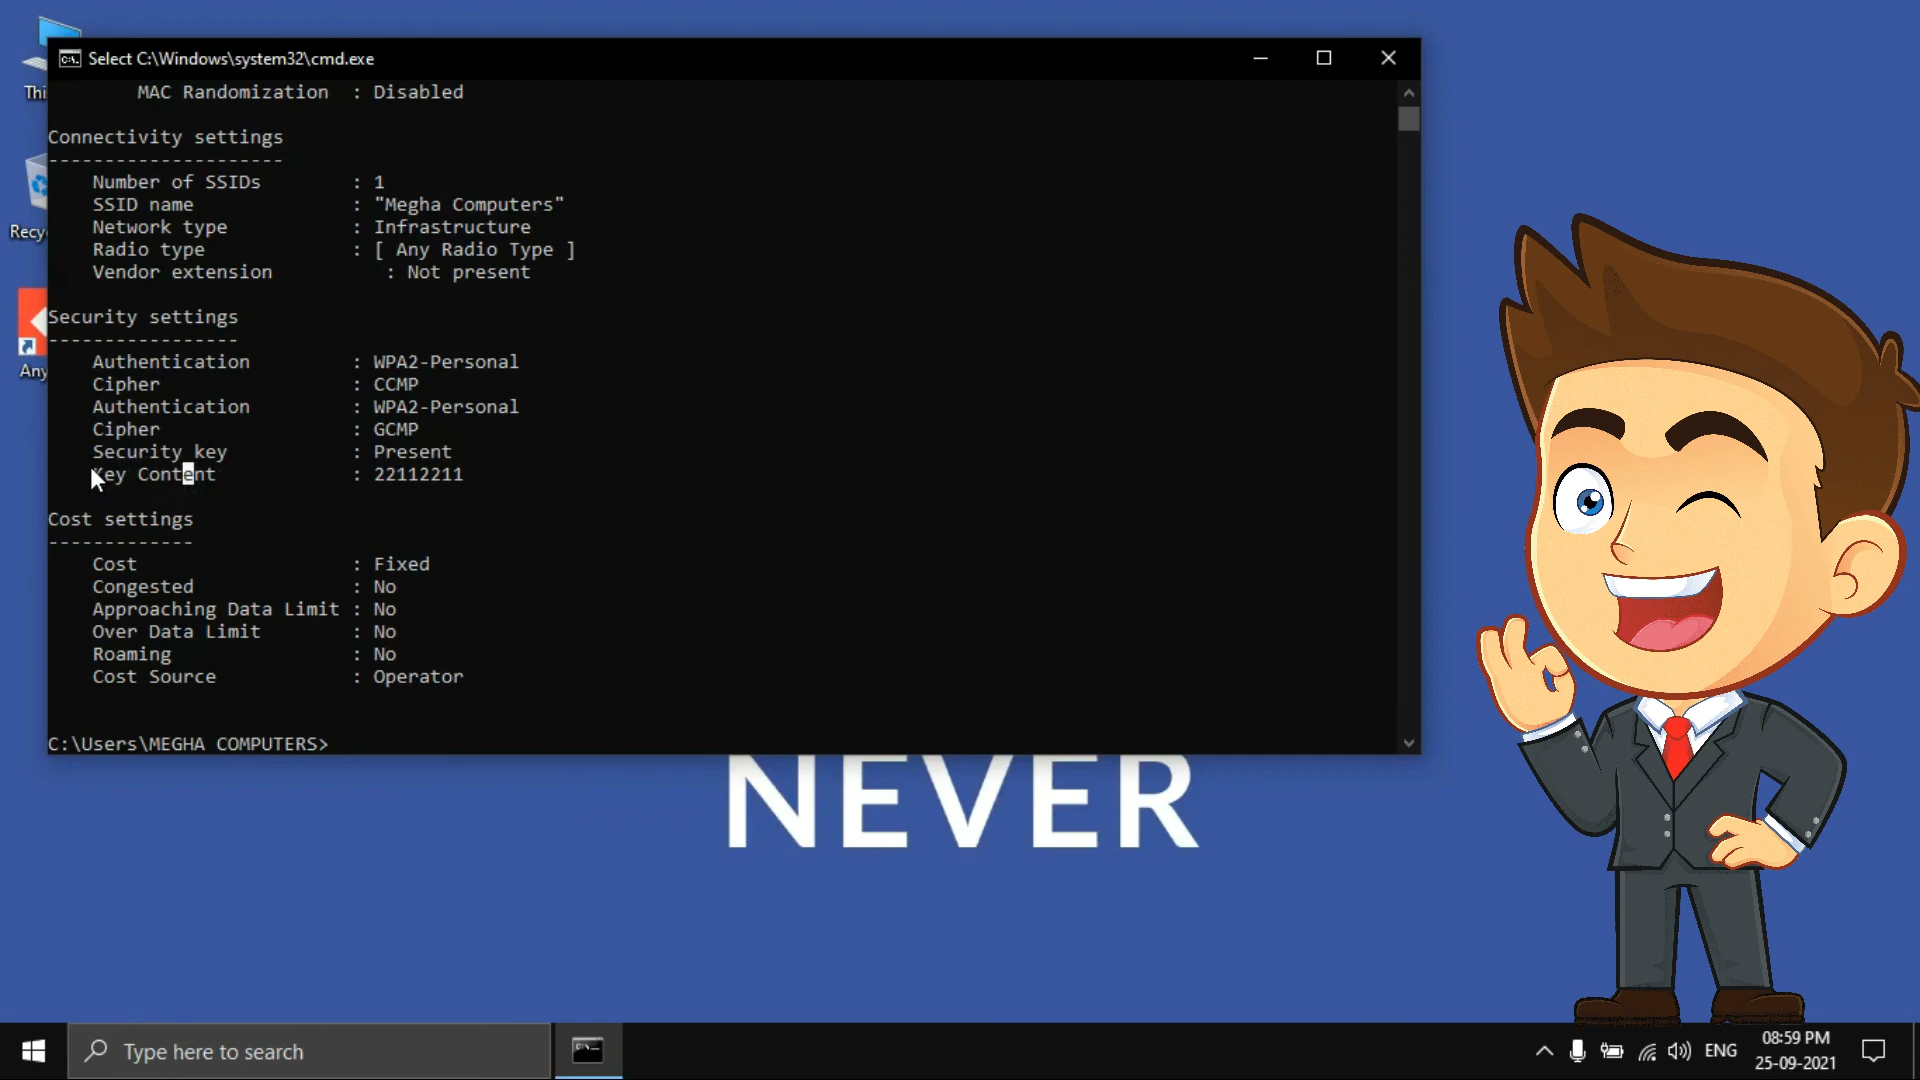 Select C:\Windows\system32\cmd.exe
MAC Randomization : Disabled
Connectivity settings
---------------------
Number of SSIDs : 1
SSID name : "Megha Computers"
Network type : Infrastructure
Radio type : [ Any Radio Type ]
Vendor extension : Not present
Security settings
-----------------
Authentication : WPA2-Personal
Cipher : CCMP
Authentication : WPA2-Personal
Cipher : GCMP
Security key : Present
Key Content : 22112211
Cost settings
-------------
Cost : Fixed
Congested : No
Approaching Data Limit : No
Over Data Limit : No
Roaming : No
Cost Source : Operator
C:\Users\MEGHA COMPUTERS>
Thi
Recy
Any
NEVER
Type here to search
ENG
08:59 PM
25-09-2021